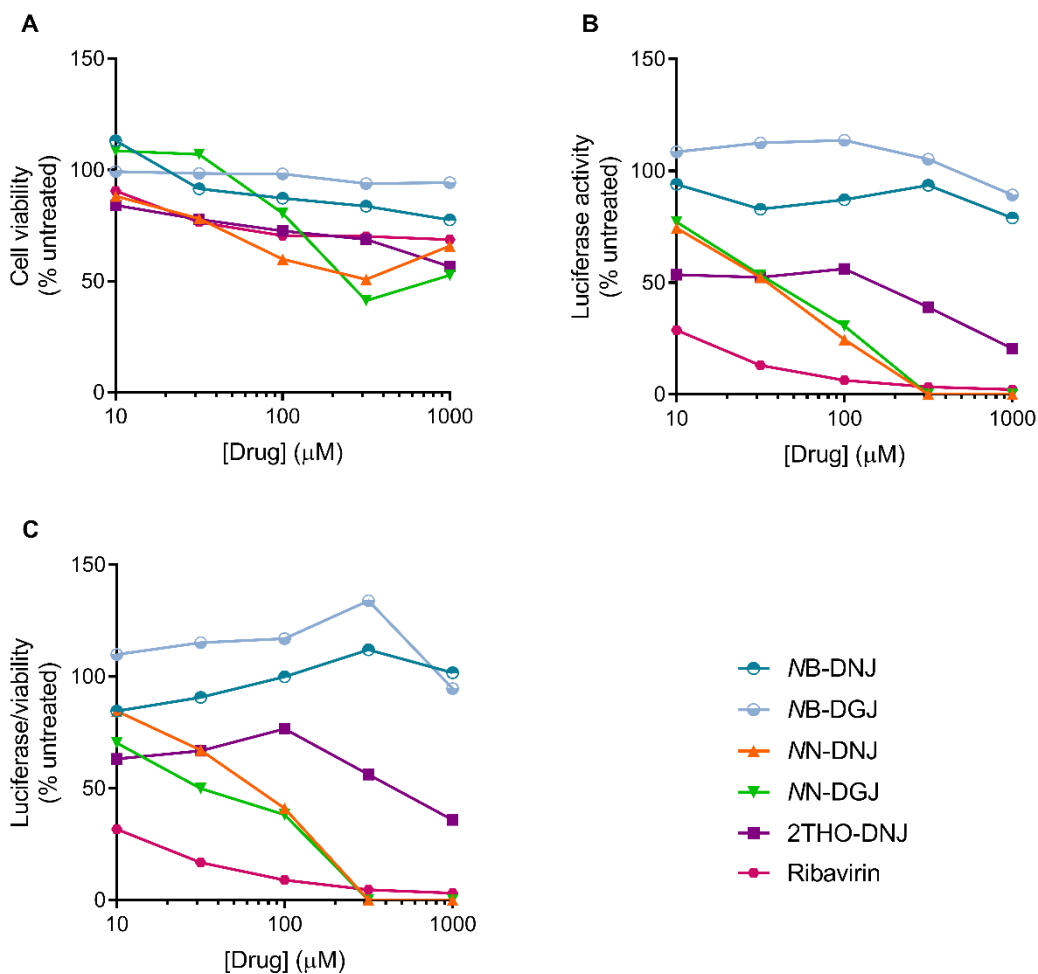 A
150
100
50
0
Cell viability
(% untreated)
10
100
1000
[Drug] (μM)
B
150
100
50
0
Luciferase activity
(% untreated)
10
100
1000
[Drug] (μM)
C
150
100
50
0
Luciferase/viability
(% untreated)
10
100
1000
[Drug] (μM)
NB-DNJ
NB-DGJ
NN-DNJ
NN-DGJ
2THO-DNJ
Ribavirin